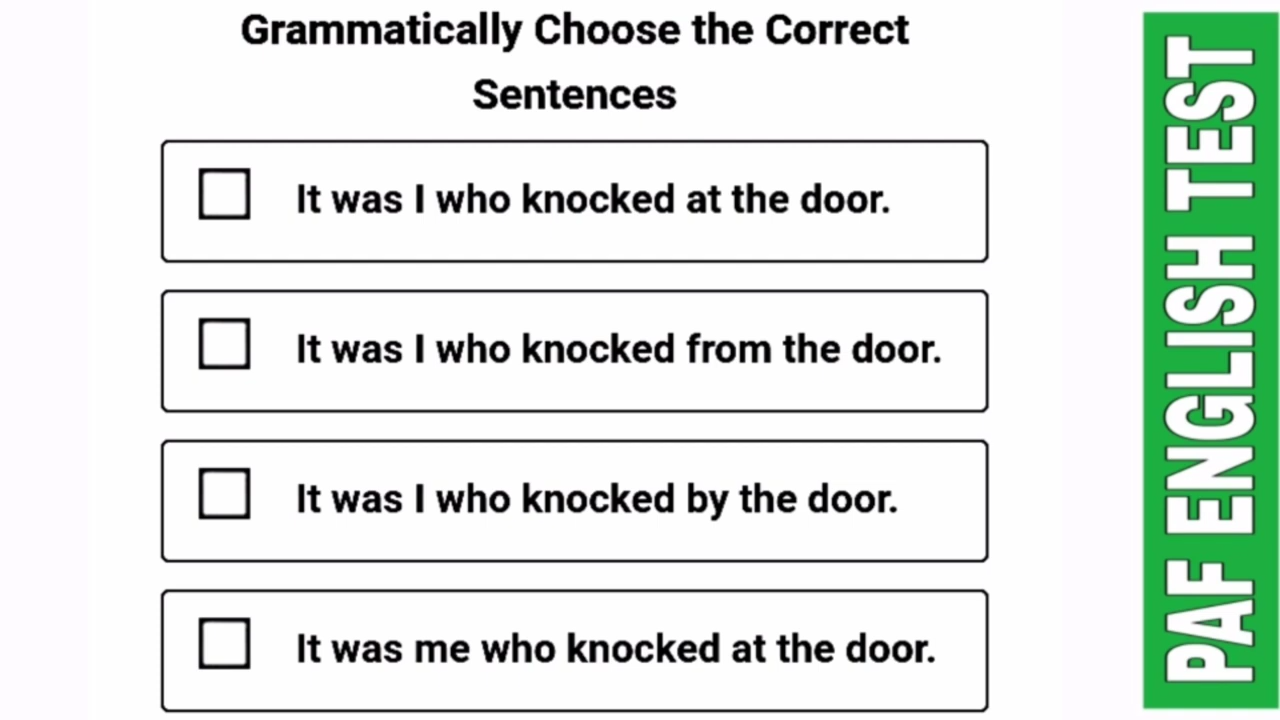 Grammatically Choose the Correct
Sentences
It was I who knocked at the door.
It was I who knocked from the door.
It was I who knocked by the door.
It was me who knocked at the door.
PAF ENGLISH TEST